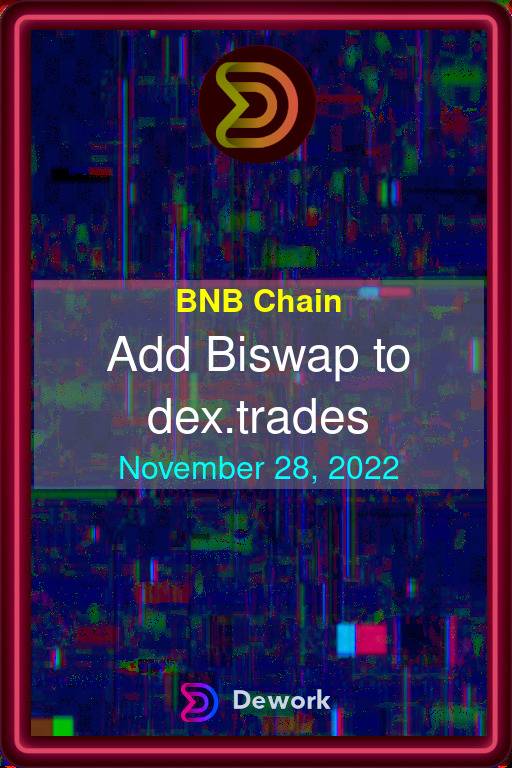 BNB Chain
Add Biswap to
dex.trades
November 28, 2022
Dework